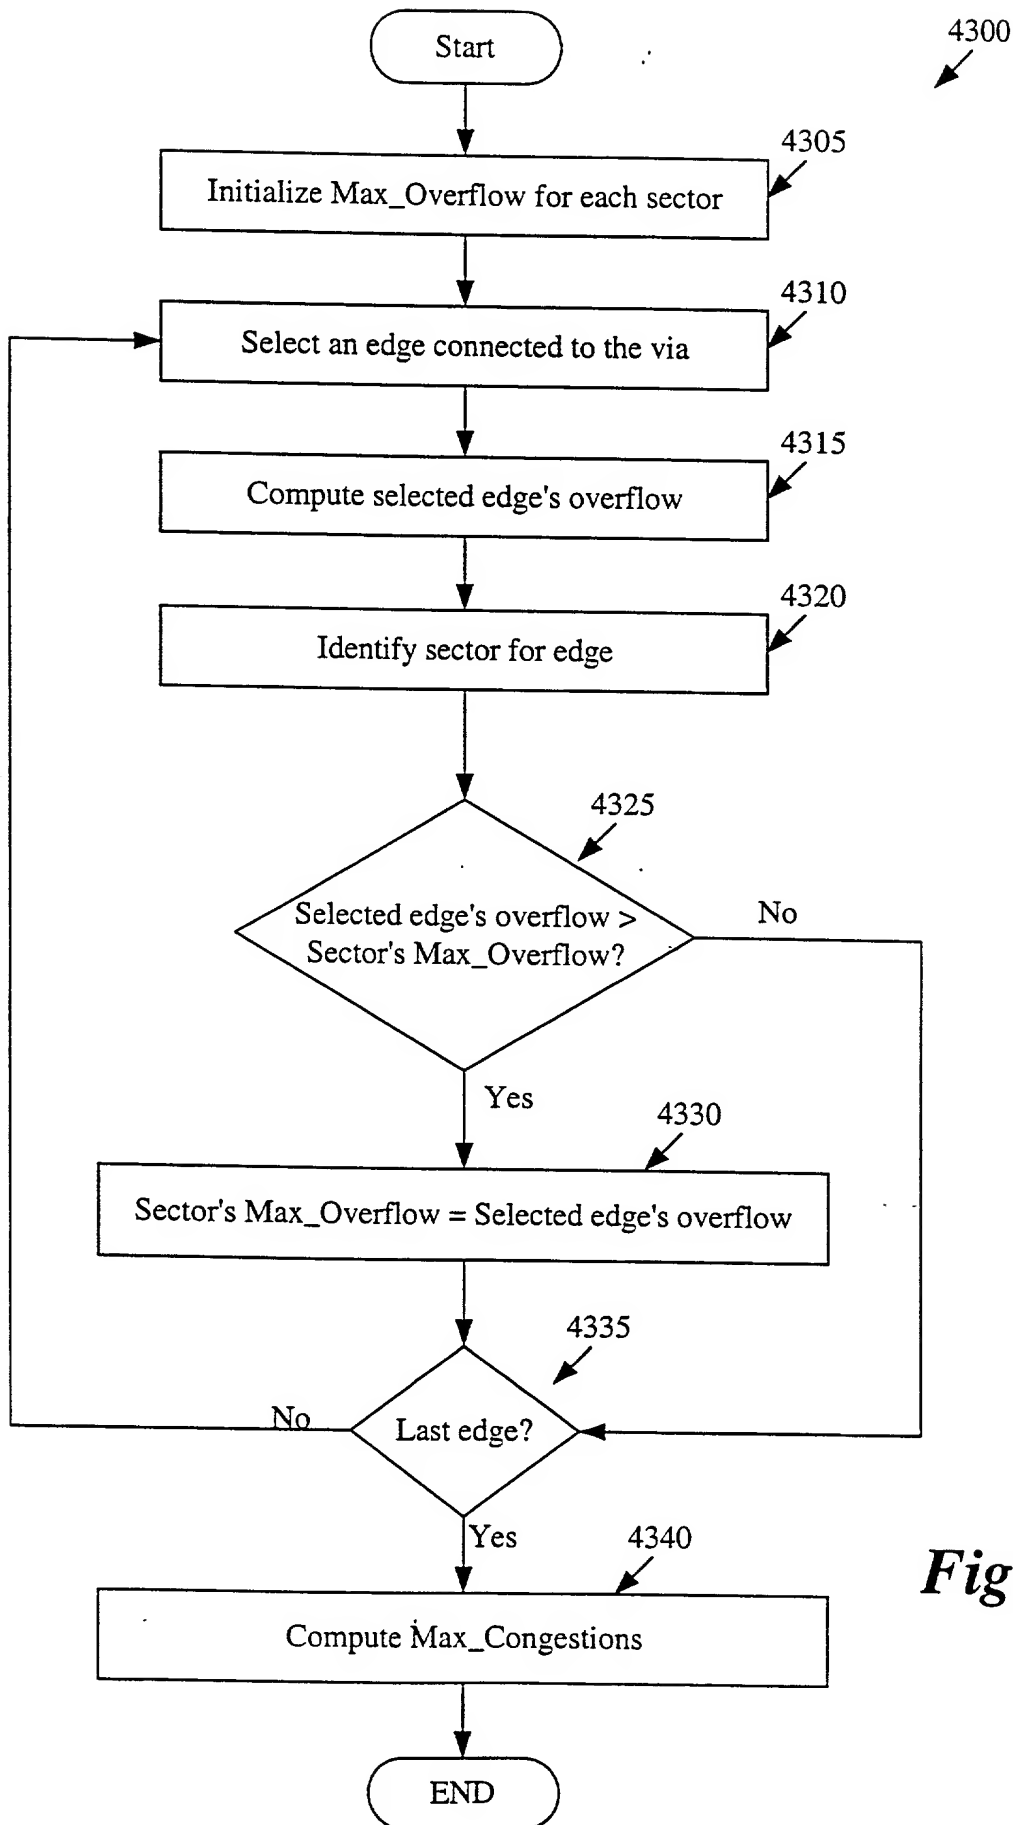 Start
4300
4305
Initialize Max_Overflow for each sector
4310
Select an edge connected to the via
4315
Compute selected edge's overflow
4320
Identify sector for edge
4325
Selected edge's overflow >
Sector's Max_Overflow?
No
Yes
4330
Sector's Max_Overflow = Selected edge's overflow
4335
Last edge?
No
Yes
4340
Compute Max_Congestions
Fig
END